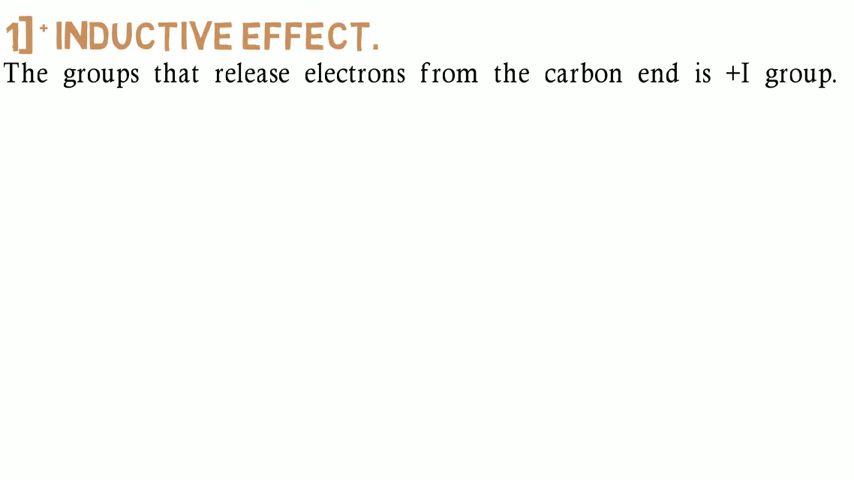 1] + INDUCTIVE EFFECT.
The groups that release electrons from the carbon end is +I group.